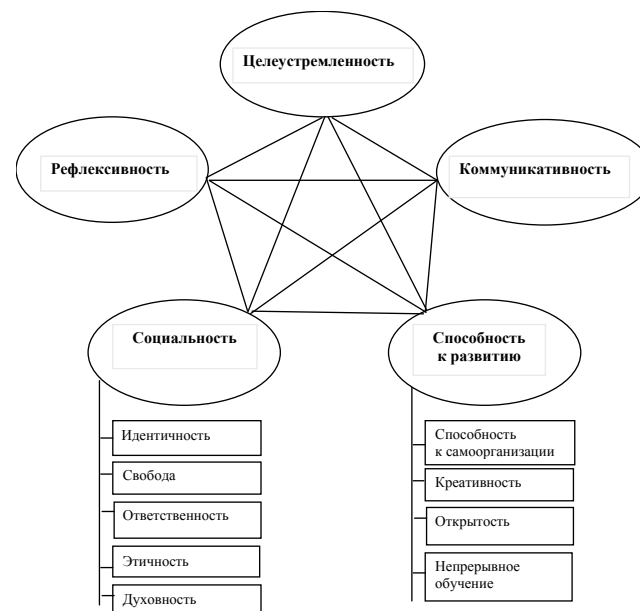 Целеустремленность
Рефлексивность
Коммуникативность
Социальность
Способность
к развитию
Идентичность
Свобода
Ответственность
Этичность
Духовность
Способность
к самоорганизации
Креативность
Открытость
Непрерывное
обучение